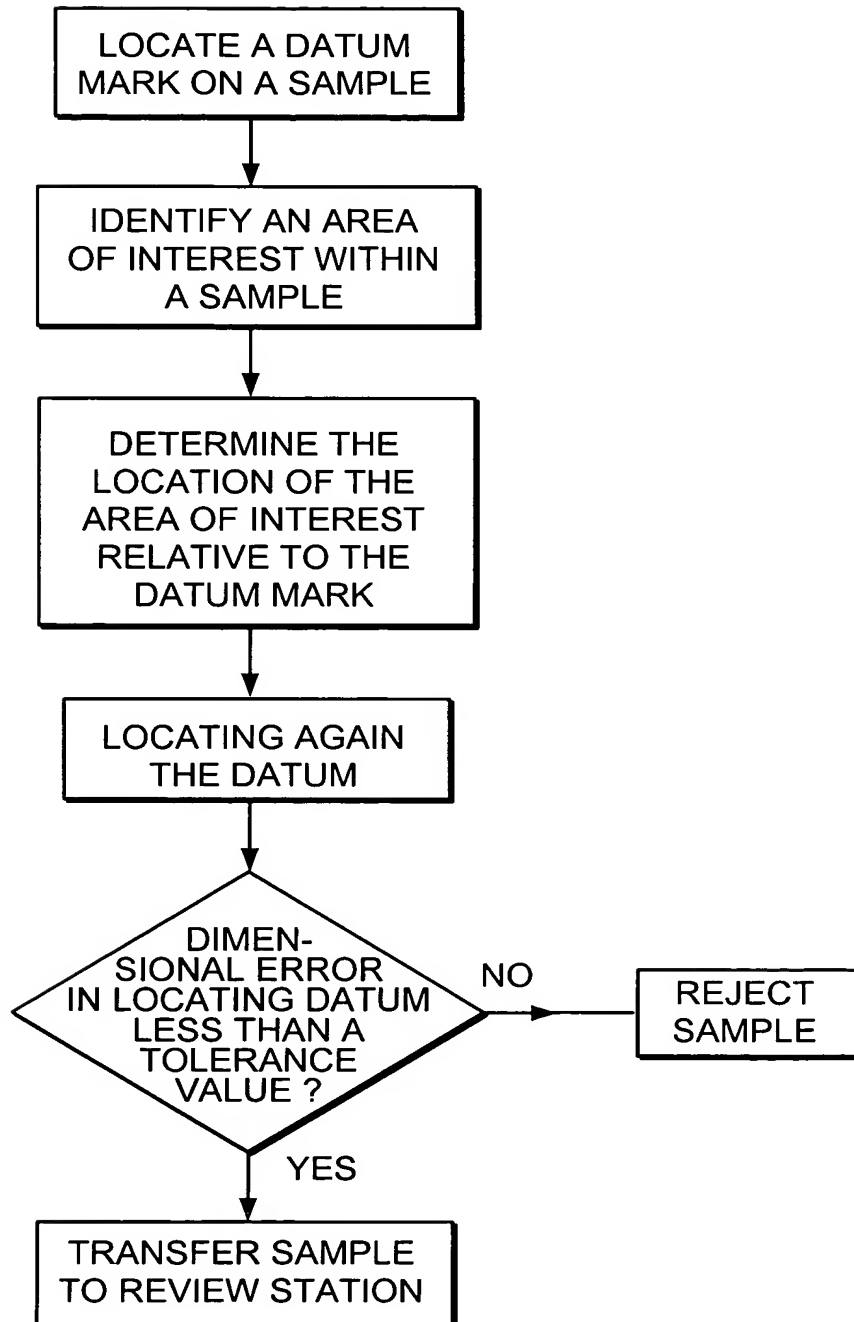 LOCATE A DATUM
MARK ON A SAMPLE
IDENTIFY AN AREA
OF INTEREST WITHIN
A SAMPLE
DETERMINE THE
LOCATION OF THE
AREA OF INTEREST
RELATIVE TO THE
DATUM MARK
LOCATING AGAIN
THE DATUM
DIMEN-
SIONAL ERROR
IN LOCATING DATUM
LESS THAN A
TOLERANCE
VALUE ?
NO
REJECT
SAMPLE
YES
TRANSFER SAMPLE
TO REVIEW STATION